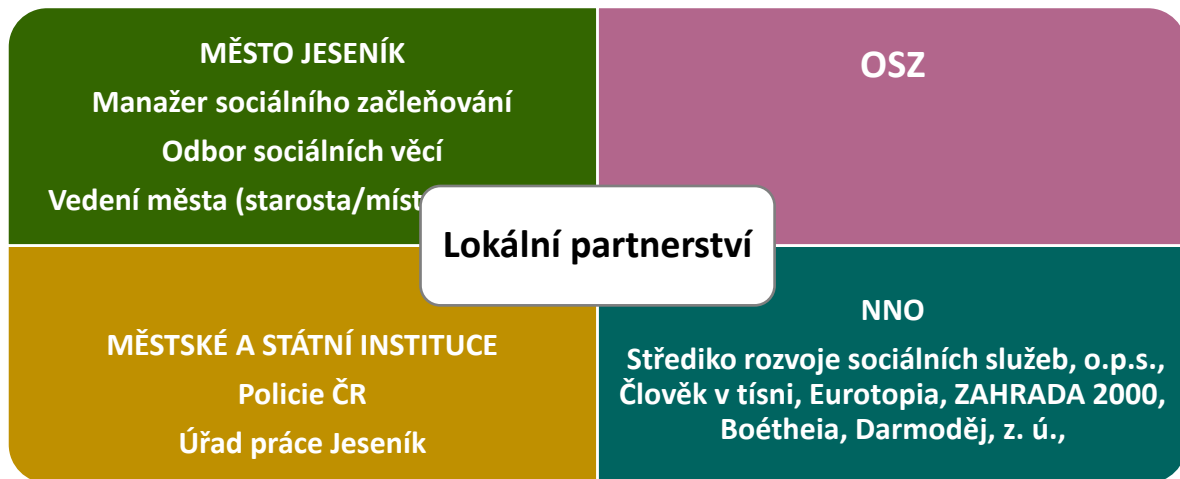 MĚSTO JESENÍK
Manažer sociálního začleňování
Odbor sociálních věcí
Vedení města (starosta/míst
OSZ
Lokální partnerství
MĚSTSKÉ A STÁTNÍ INSTITUCE
Policie ČR
Úřad práce Jeseník
NNO
Střediko rozvoje sociálních služeb, o.p.s.,
Člověk v tísni, Eurotopia, ZAHRADA 2000,
Boétheia, Darmoděj, z. ú.,